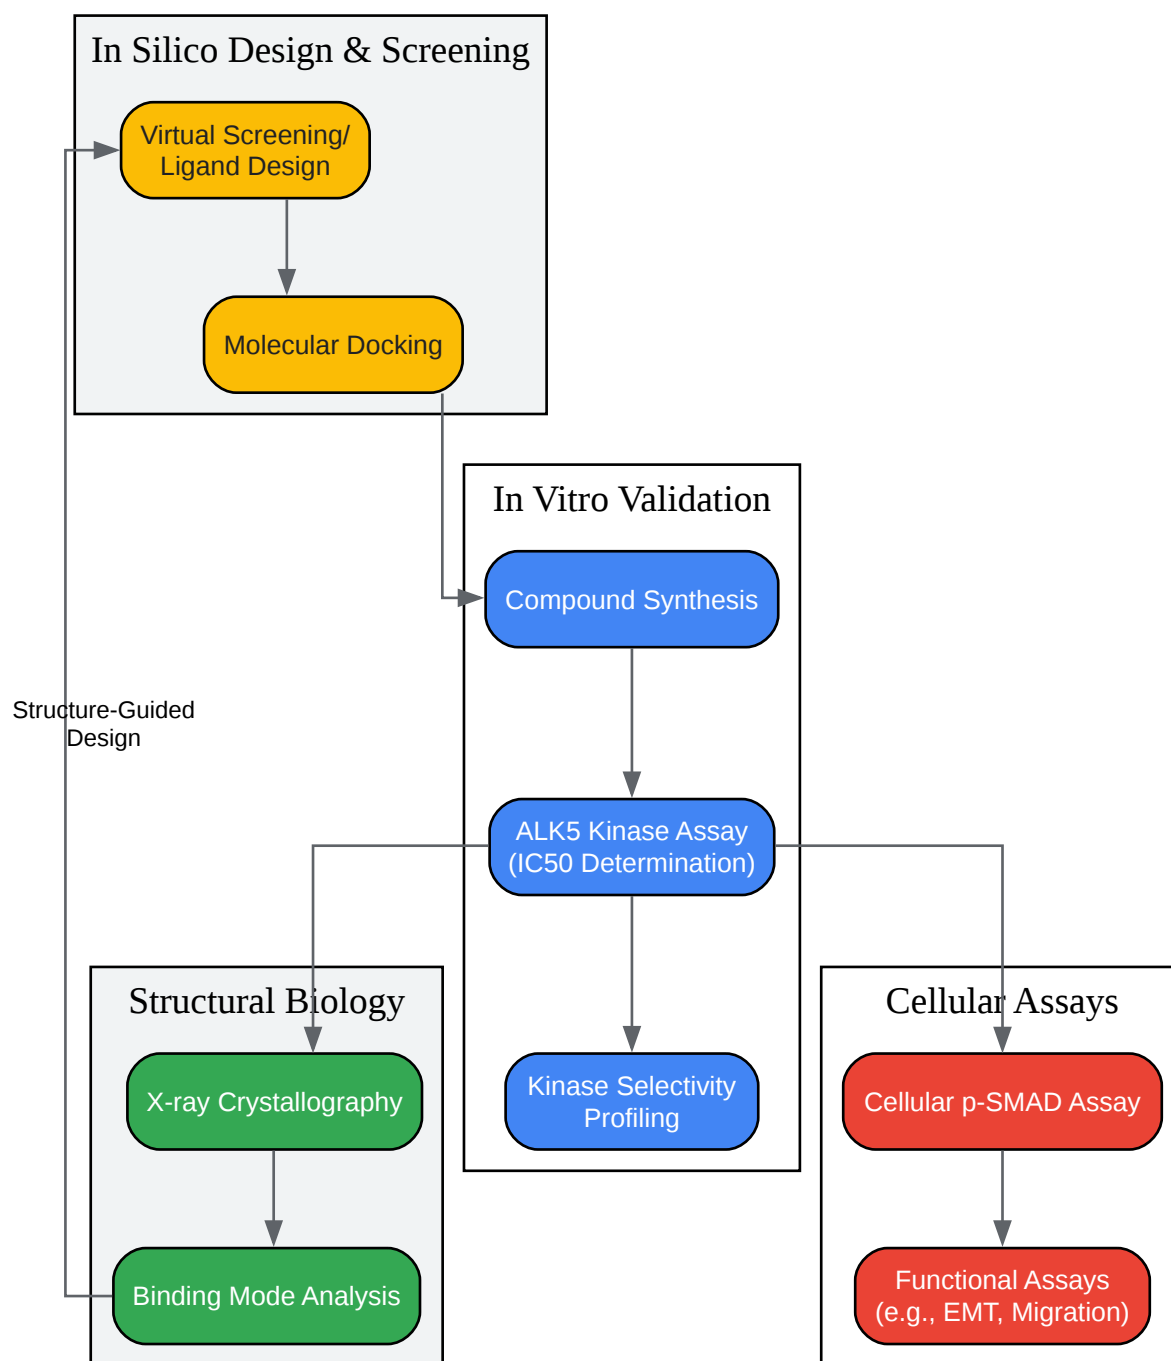 In Silico Design & Screening
Virtual Screening/
Ligand Design
Molecular Docking
In Vitro Validation
Compound Synthesis
Structure-Guided
Design
ALK5 Kinase Assay
(IC50 Determination)
Structural Biology
Cellular Assays
X-ray Crystallography
Kinase Selectivity
Profiling
Cellular p-SMAD Assay
Binding Mode Analysis
Functional Assays
(e.g., EMT, Migration)